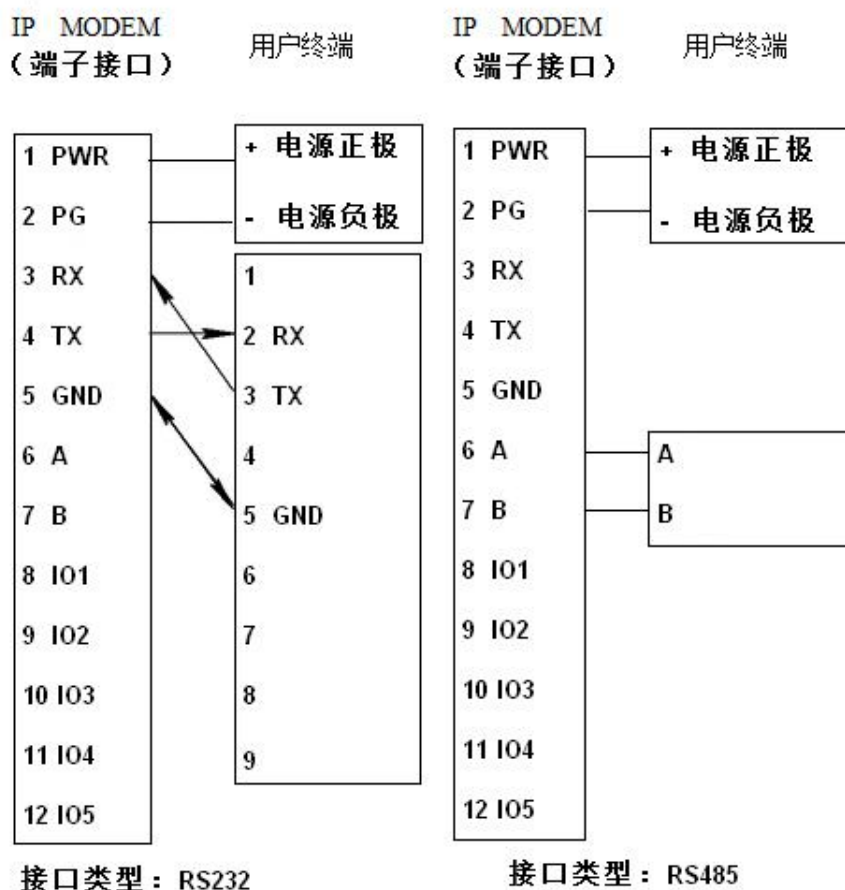 IP MODEM
（端子接口）
用户终端
1 PWR
2 PG
3 RX
4 TX
5 GND
6 A
7 B
8 IO1
9 IO2
10 IO3
11 IO4
12 IO5
+ 电源正极
- 电源负极
1
2 RX
3 TX
4
5 GND
6
7
8
9
接口类型：RS232
IP MODEM
（端子接口）
用户终端
1 PWR
2 PG
3 RX
4 TX
5 GND
6 A
7 B
8 IO1
9 IO2
10 IO3
11 IO4
12 IO5
+ 电源正极
- 电源负极
A
B
接口类型：RS485